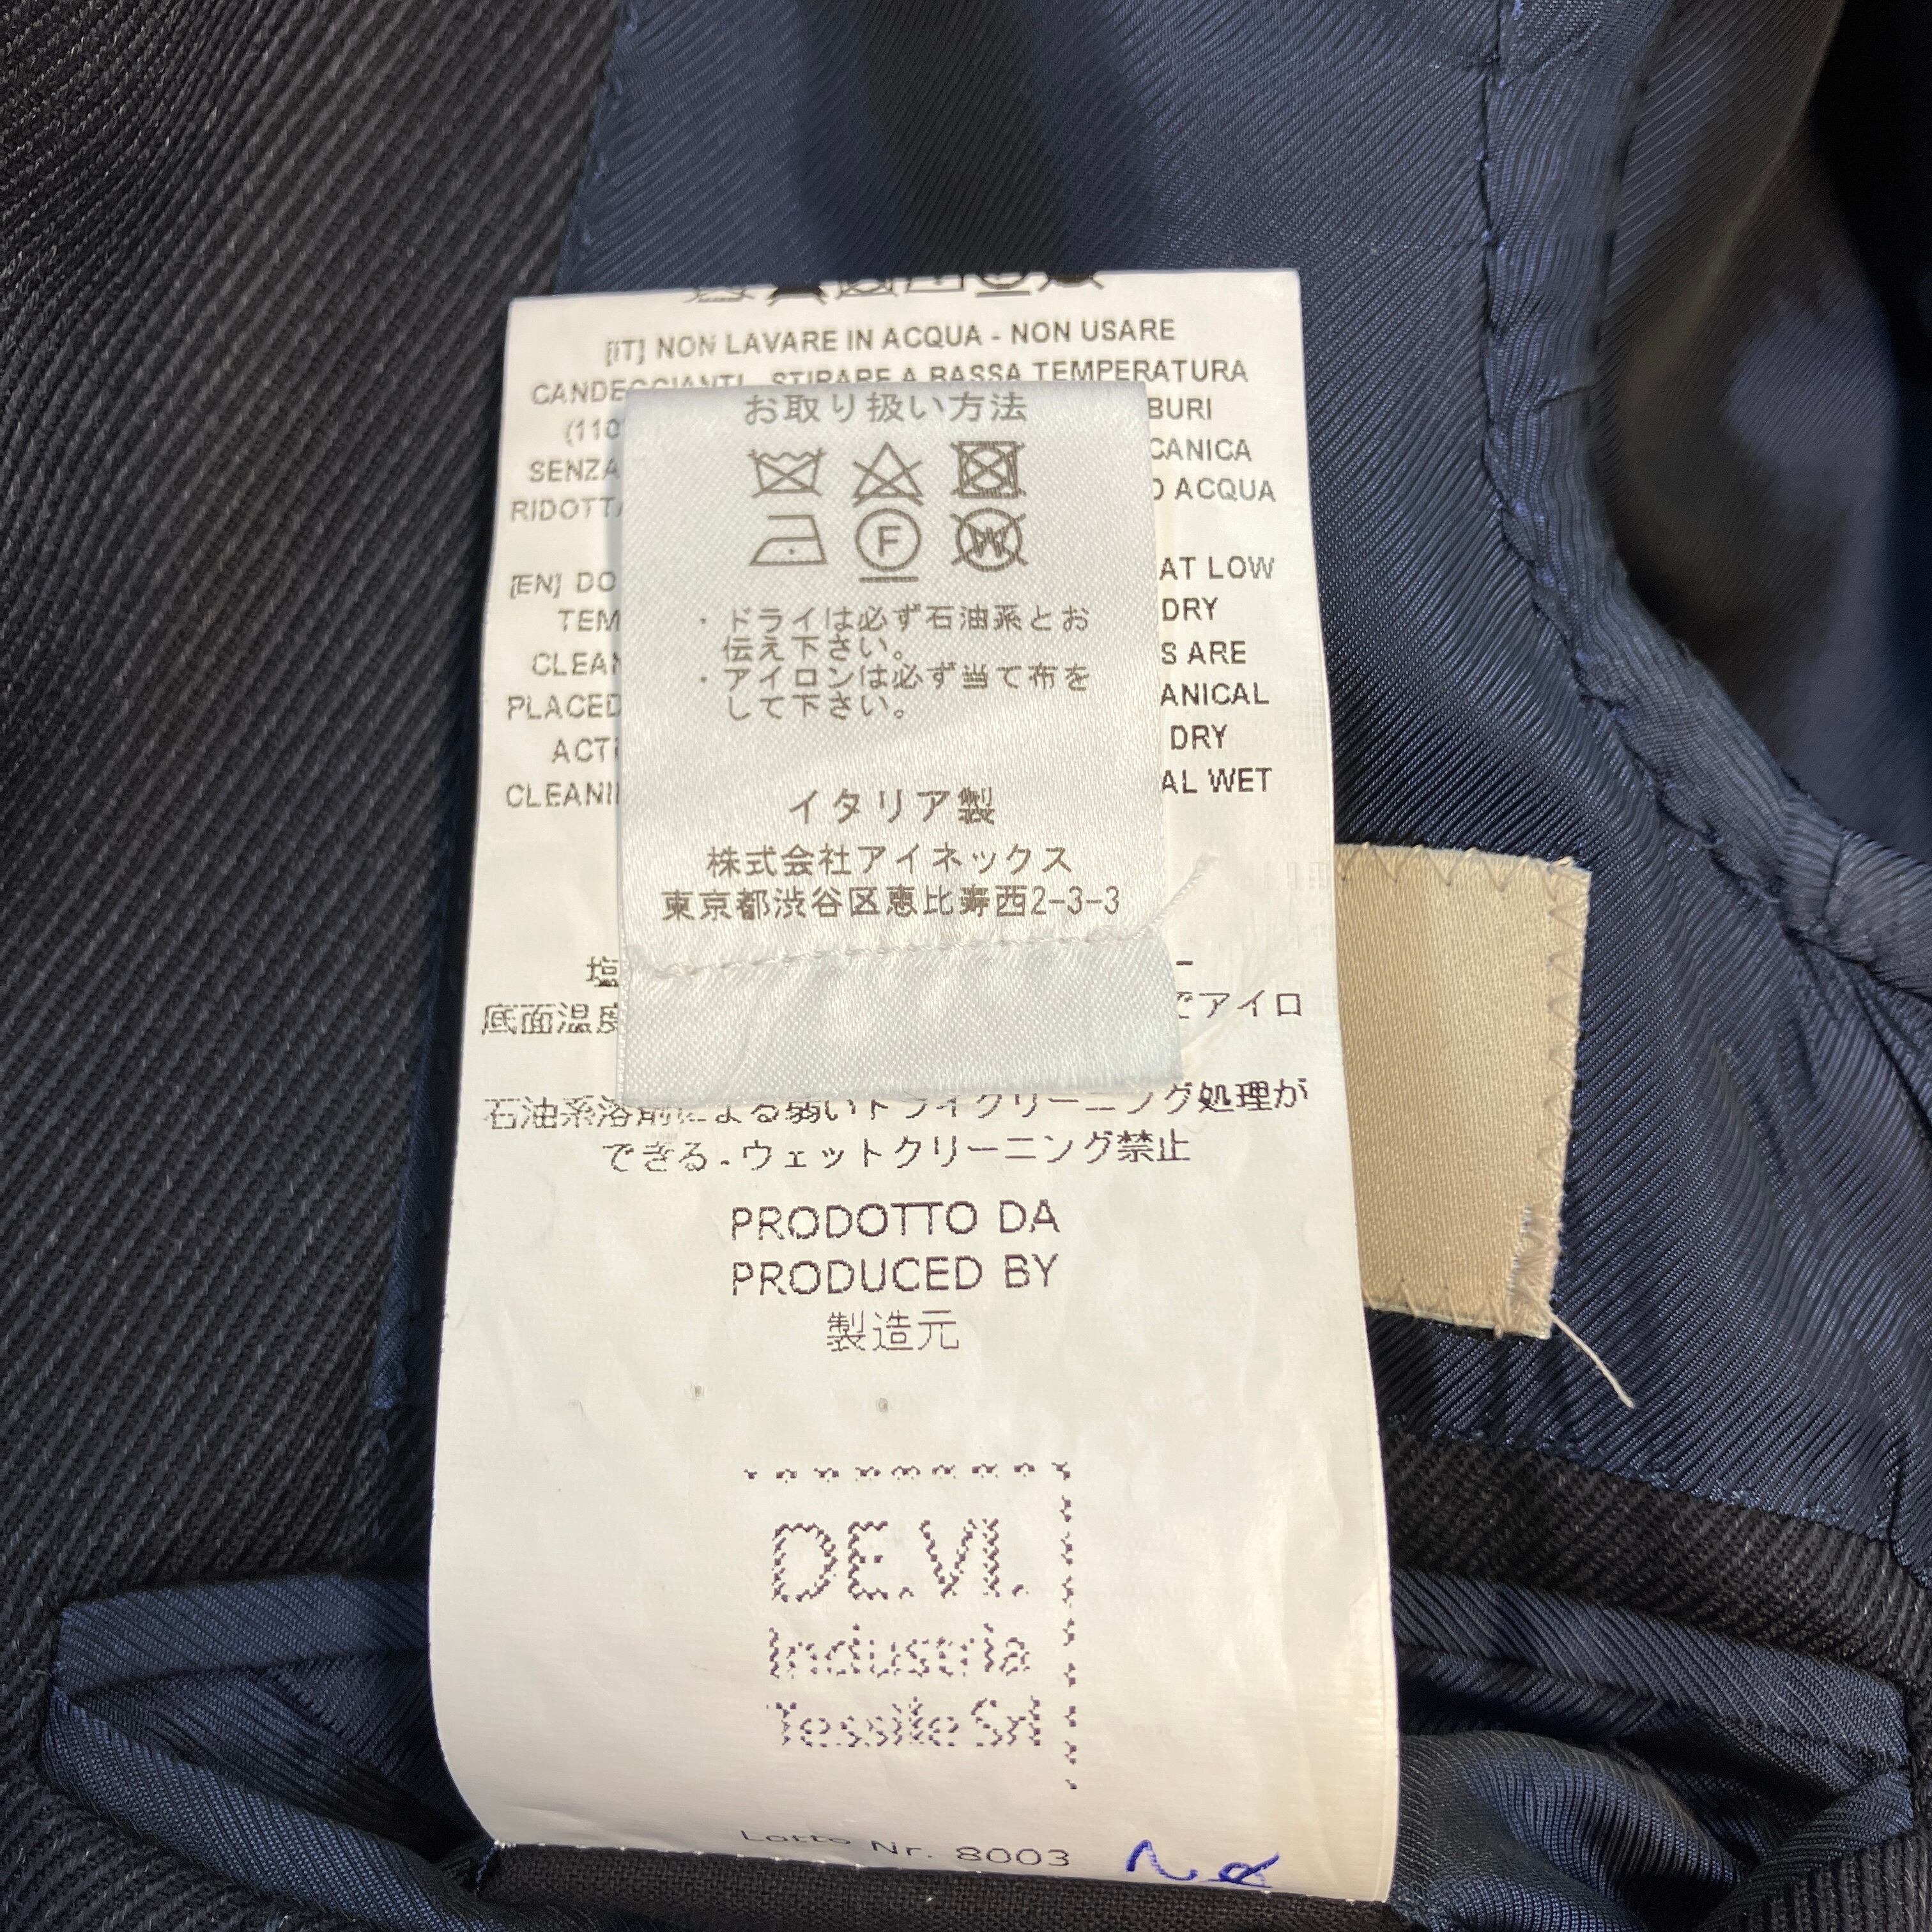 [IT] NON LAVARE IN ACQUA - NON USARE
CANDEGGIANTI - STIRARE A BASSA TEMPERATURA
(110
BURI
SENZA
CANICA
RIDOTTA
O ACQUA
[EN] DO
AT LOW
TEM
DRY
CLEAN
S ARE
PLACED
ANICAL
ACTI
DRY
CLEANI
AL WET
お取り扱い方法
F
W
・ドライは必ず石油系とお
伝え下さい。
・アイロンは必ず当て布を
して下さい。
イタリア製
株式会社アイネックス
東京都渋谷区恵比寿西2-3-3
塩
底面温度
でアイロ
石油系溶剤による弱いドライクリーニング処理が
できる.ウェットクリーニング禁止
PRODOTTO DA
PRODUCED BY
製造元
DE.VI.
Industria
Tessile Srl
Lotto Nr. 8003